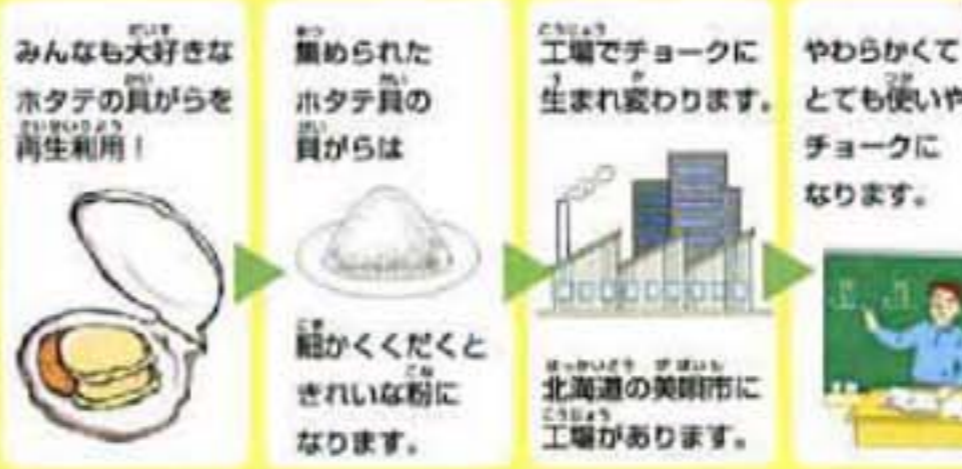 みんなも大好きな
ホタテの貝がらを
再生利用！
集められた
ホタテ貝の
貝がらは
細かくくだくと
きれいな粉に
なります。
工場でチョークに
生まれ変わります。
北海道の美唄市に
工場があります。
やわらかくて
とても使いや
チョークに
なります。